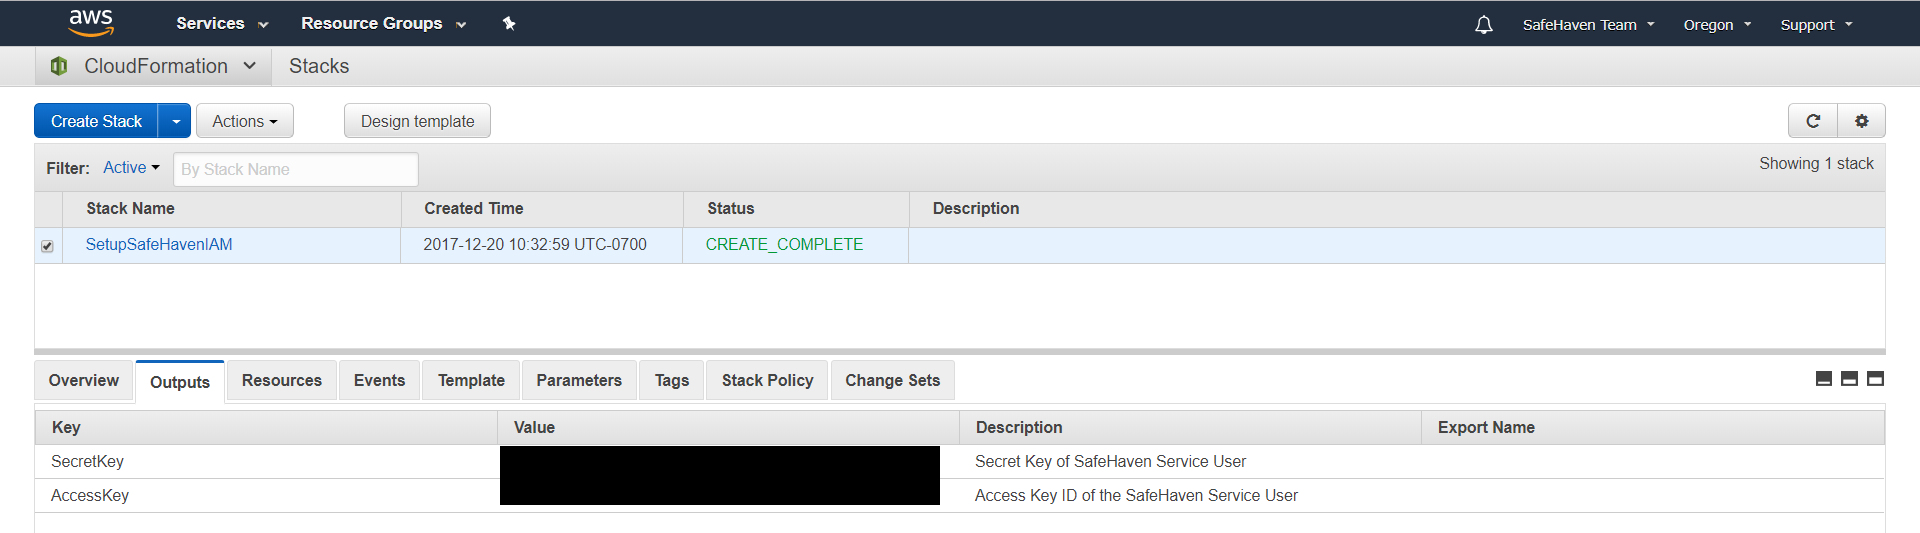 aws Services Resource Groups SafeHaven Team Oregon Support
CloudFormation Stacks
Create Stack Actions Design template
Filter: Active By Stack Name Showing 1 stack
Stack Name Created Time Status Description
SetupSafeHavenIAM 2017-12-20 10:32:59 UTC-0700 CREATE_COMPLETE
Overview Outputs Resources Events Template Parameters Tags Stack Policy Change Sets
Key Value Description Export Name
SecretKey Secret Key of SafeHaven Service User
AccessKey Access Key ID of the SafeHaven Service User